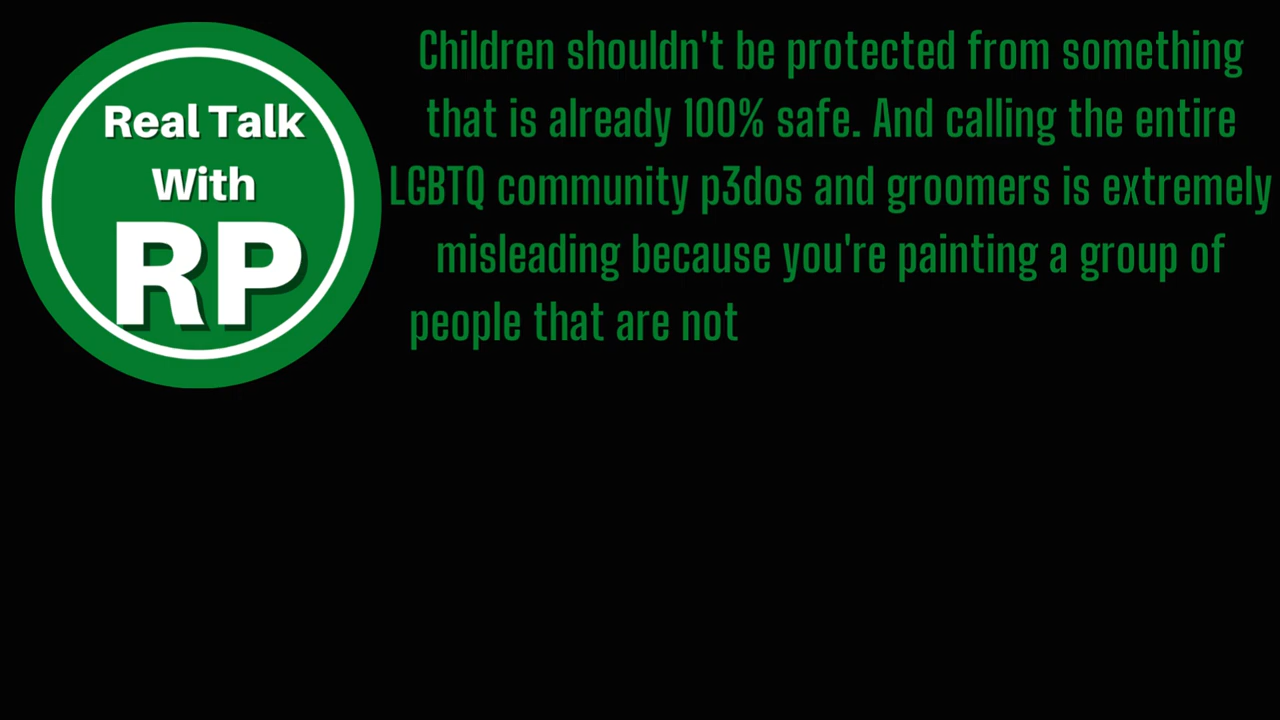 Real Talk
With
RP
Children shouldn't be protected from something
that is already 100% safe. And calling the entire
LGBTQ community p3dos and groomers is extremely
misleading because you're painting a group of
people that are not